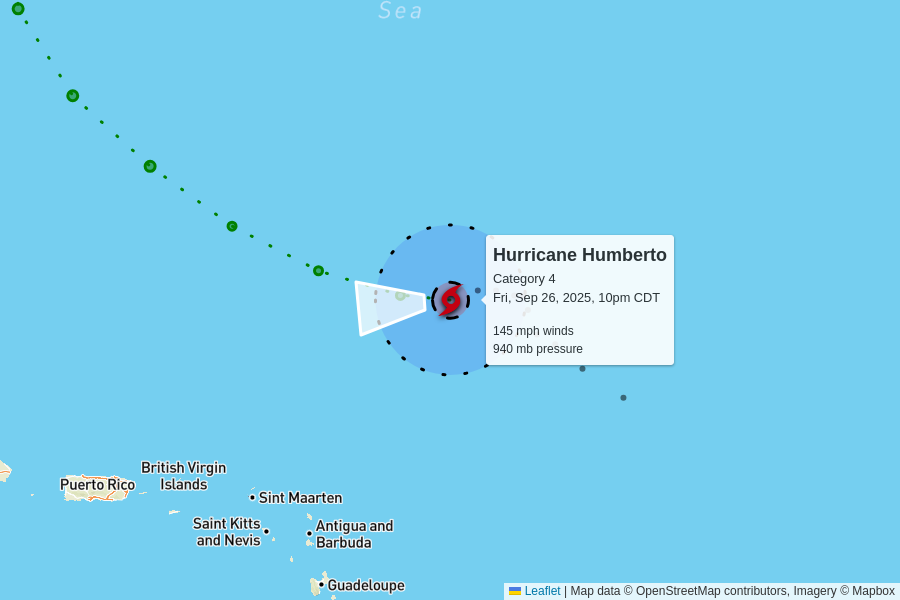 Sea
Hurricane Humberto
Category 4
Fri, Sep 26, 2025, 10pm CDT
145 mph winds
940 mb pressure
British Virgin
Islands
Puerto Rico
Sint Maarten
Saint Kitts
and Nevis
Antigua and
Barbuda
Guadeloupe
Leaflet | Map data © OpenStreetMap contributors, Imagery © Mapbox